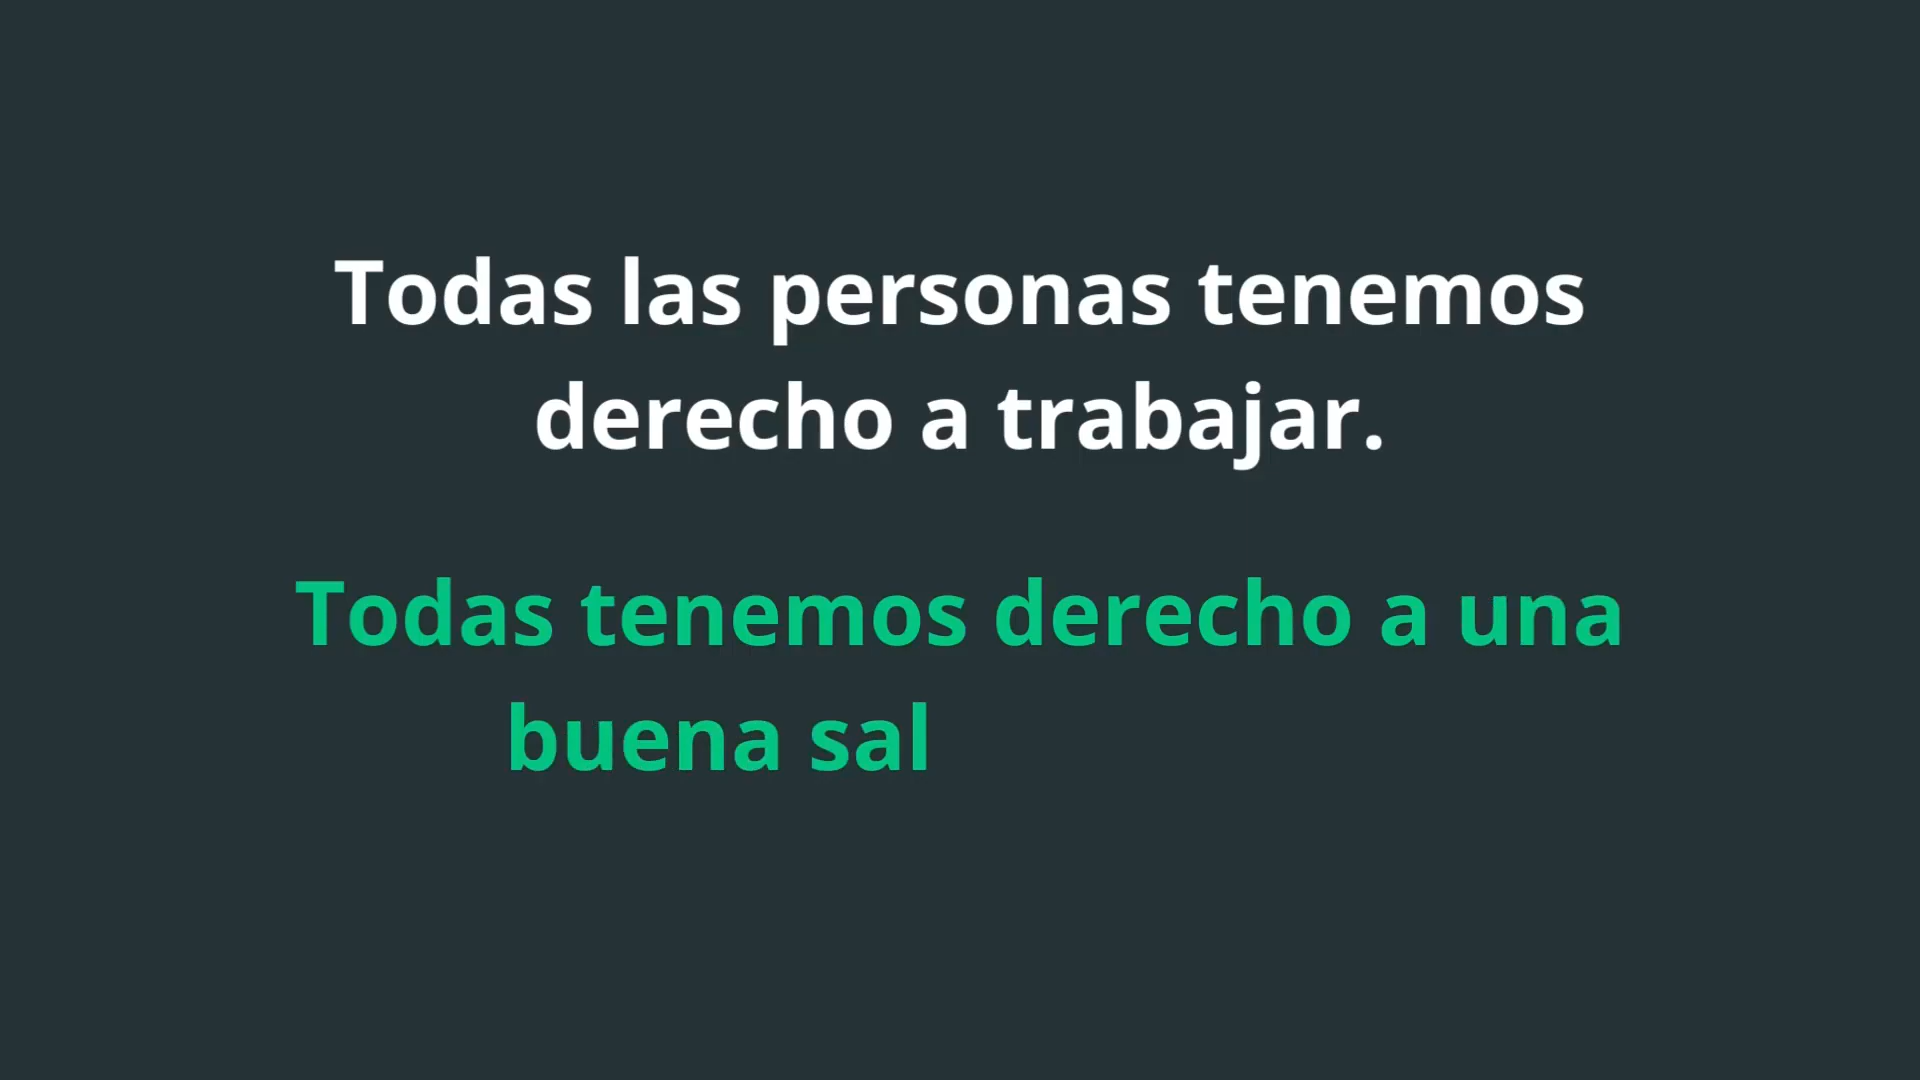 Todas las personas tenemos
derecho a trabajar.
Todas tenemos derecho a una
buena sal